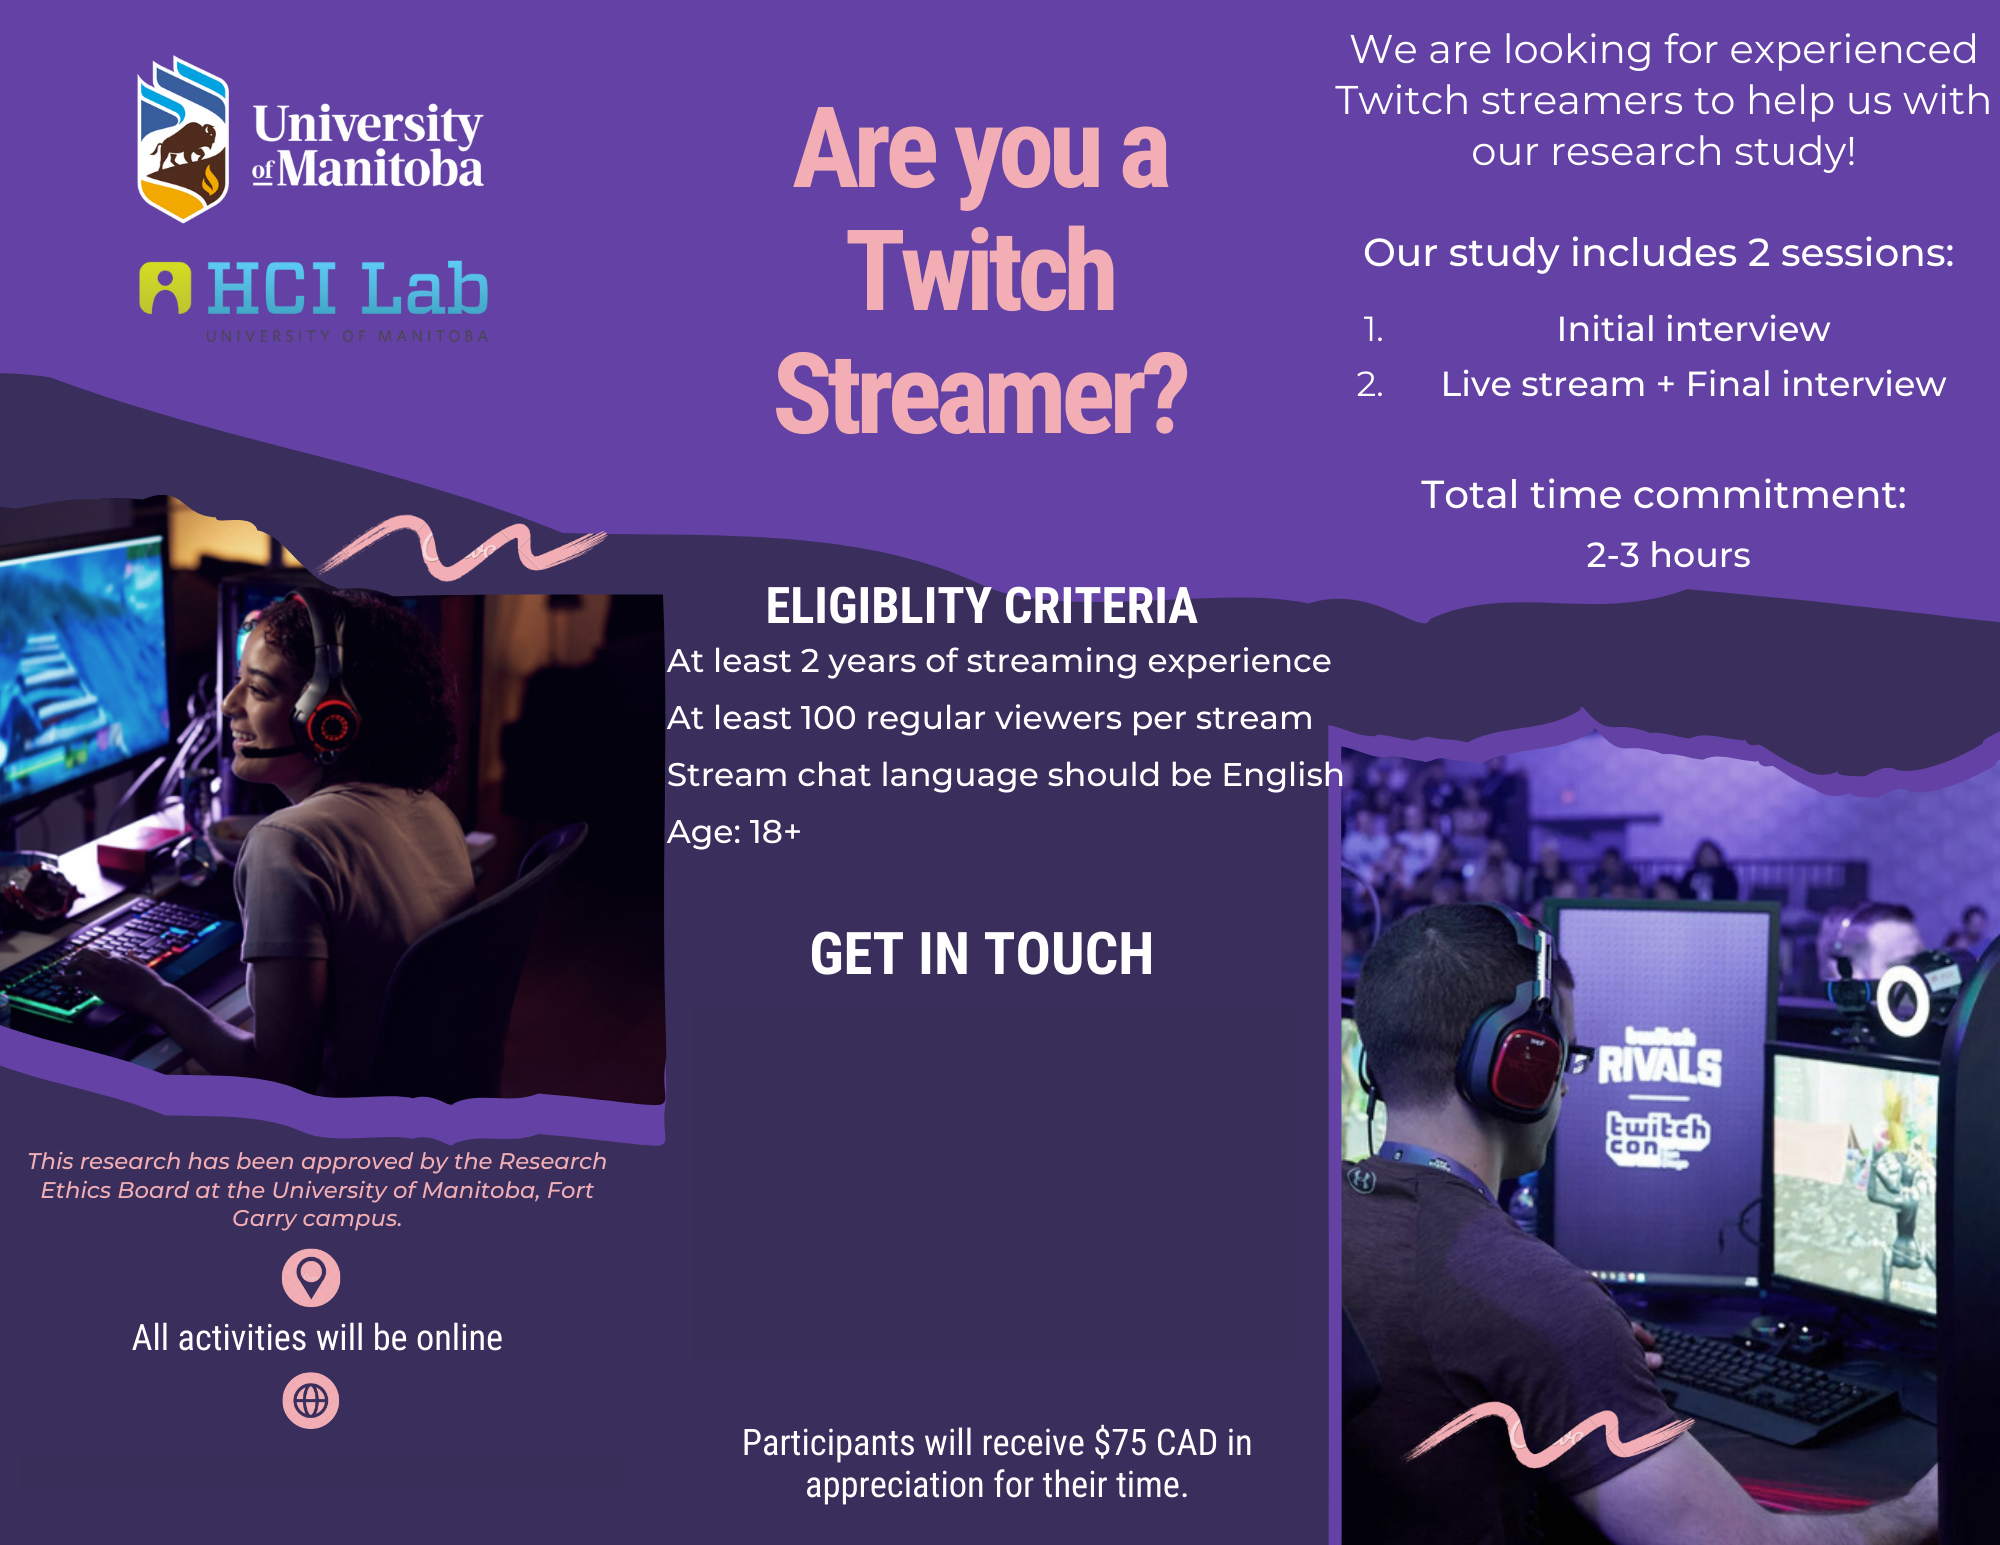 University
of Manitoba
HCI Lab
UNIVERSITY OF MANITOBA
Are you a
Twitch
Streamer?
We are looking for experienced
Twitch streamers to help us with
our research study!
Our study includes 2 sessions:
1. Initial interview
2. Live stream + Final interview
Total time commitment:
2-3 hours
ELIGIBLITY CRITERIA
At least 2 years of streaming experience
At least 100 regular viewers per stream
Stream chat language should be English
Age: 18+
GET IN TOUCH
Participants will receive $75 CAD in
appreciation for their time.
This research has been approved by the Research
Ethics Board at the University of Manitoba, Fort
Garry campus.
All activities will be online
twitch
RIVALS
twitch
con